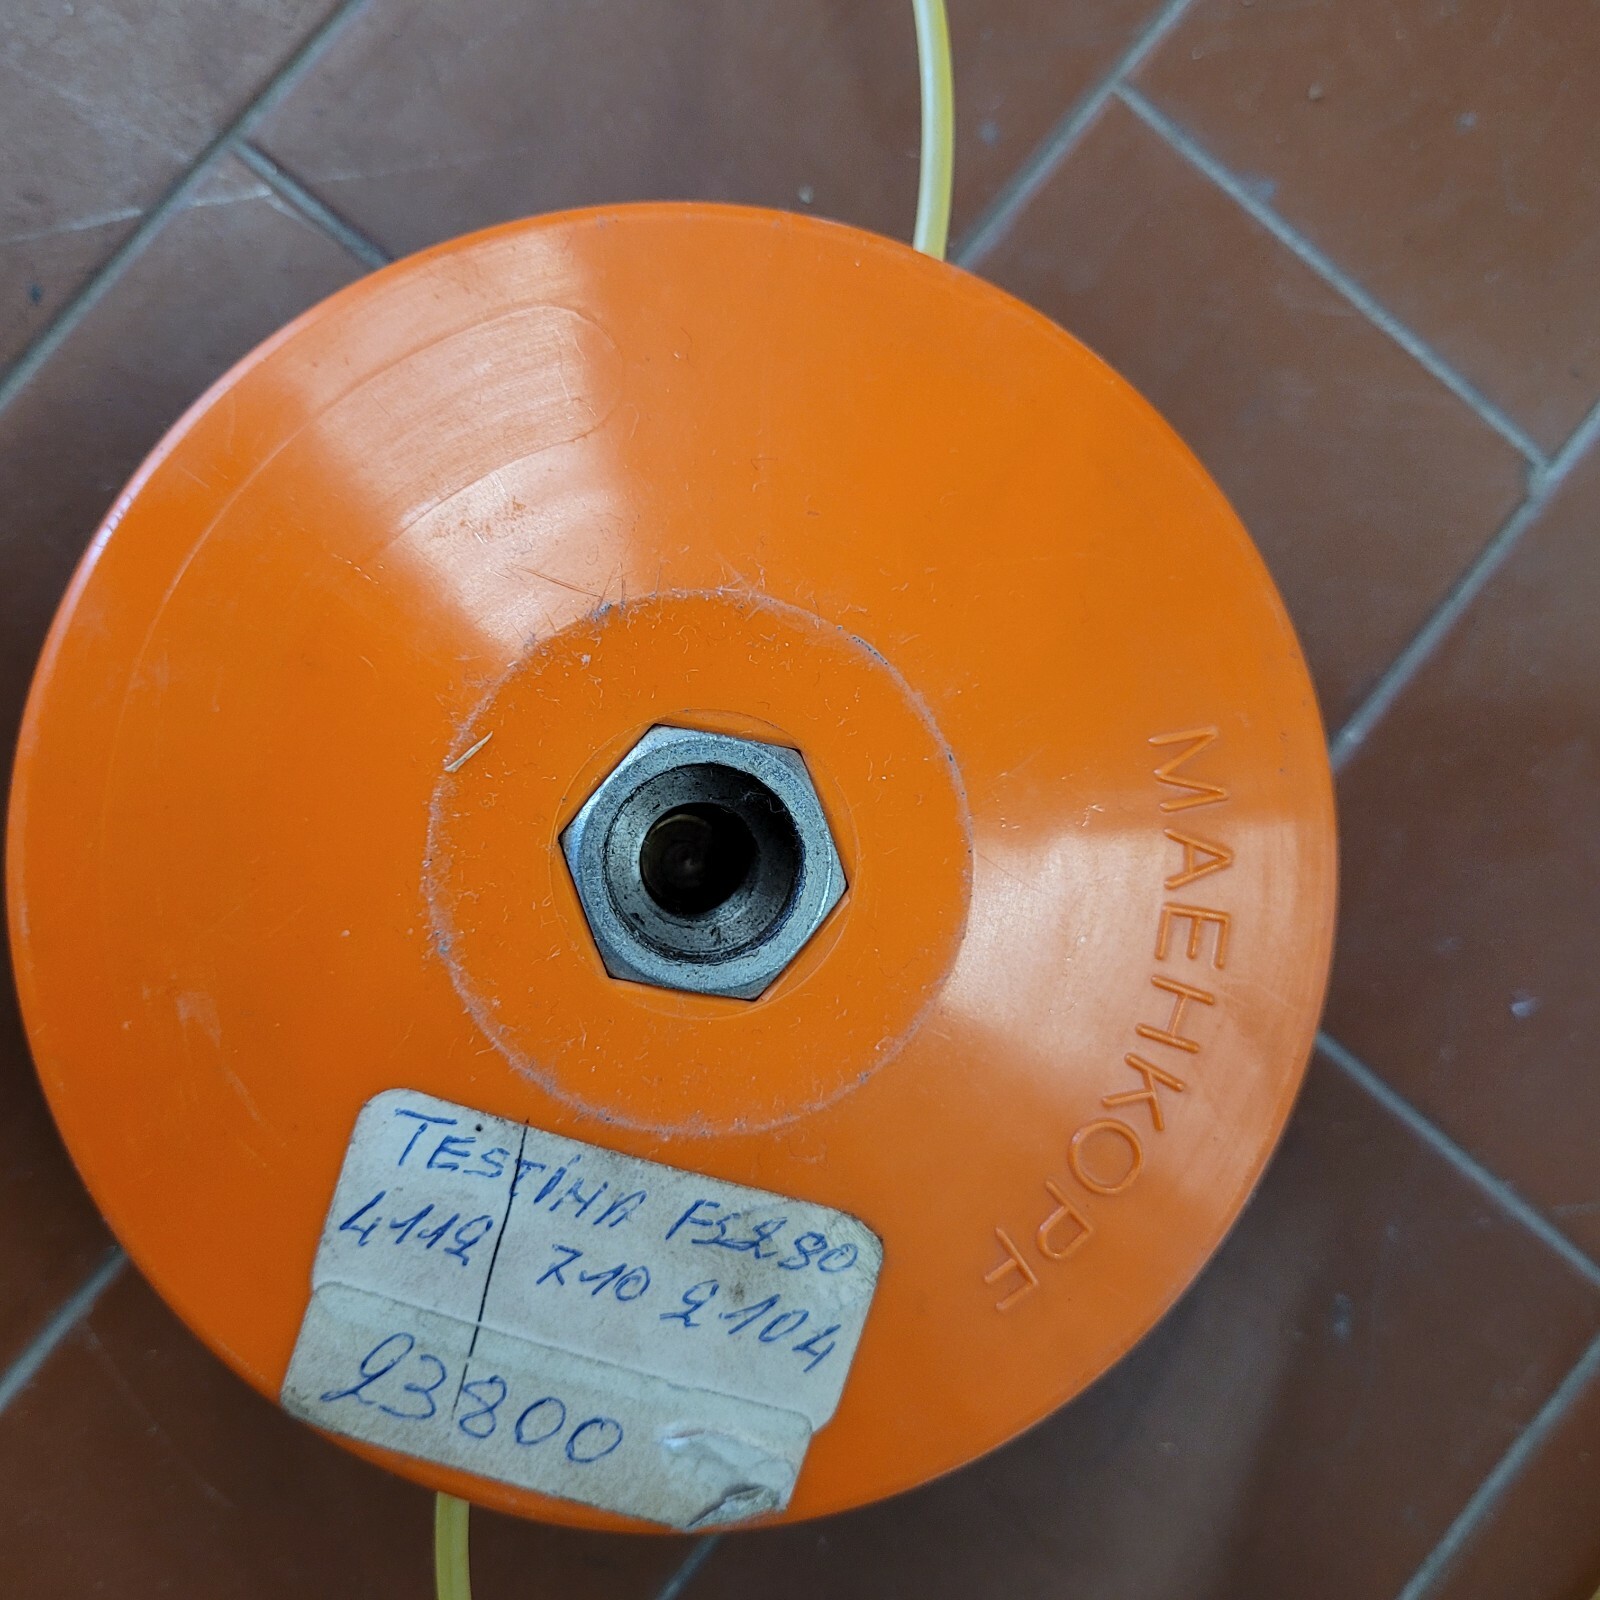 MAEHKOPF
TESTINA FS280
4112 710 2104
23800